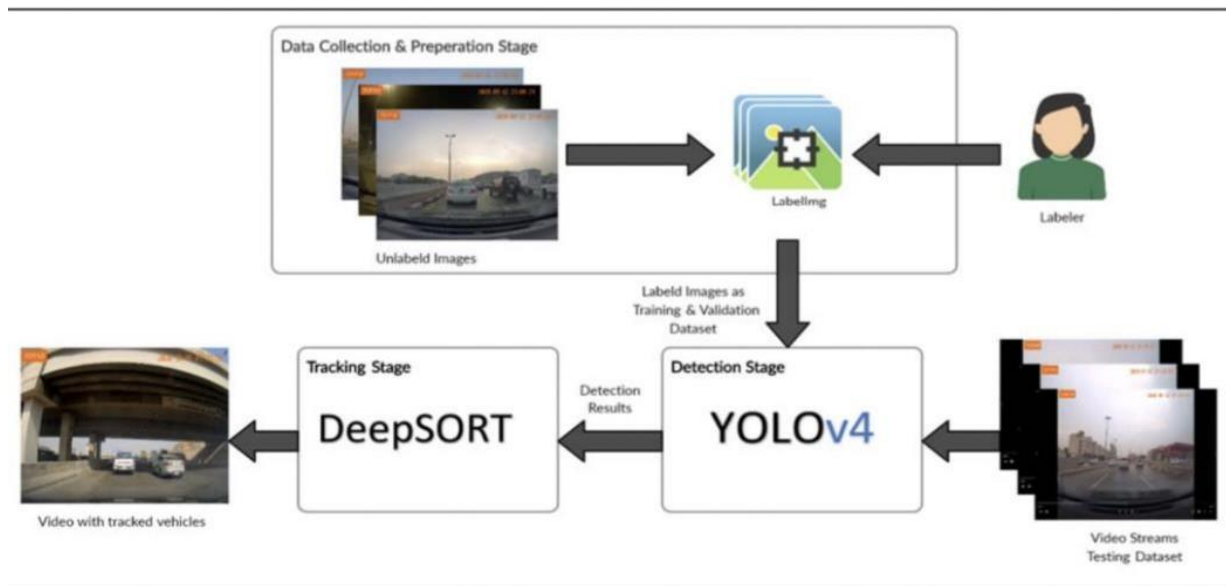 Data Collection & Preperation Stage
Unlabeld Images
LabelImg
Labeler
Labeld Images as
Training & Validation
Dataset
Tracking Stage
DeepSORT
Detection
Results
Detection Stage
YOLOv4
Video with tracked vehicles
Video Streams
Testing Dataset